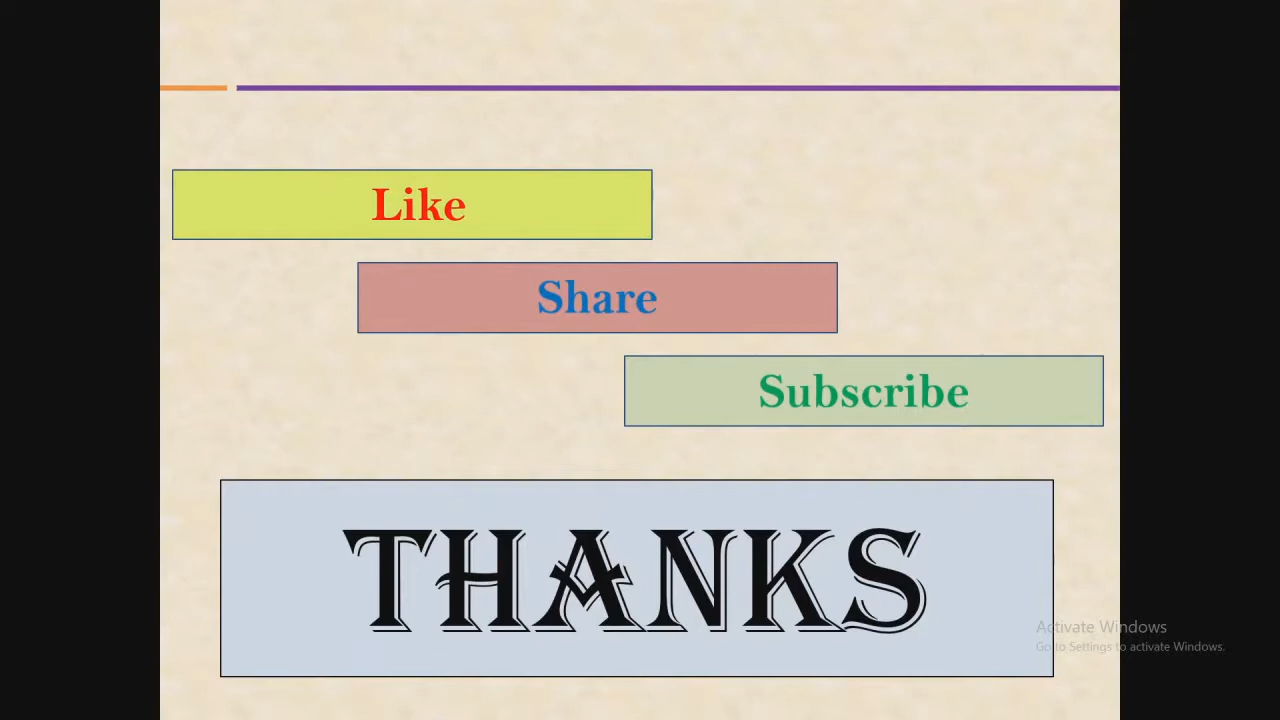 Like
Share
Subscribe
THANKS
Activate Windows
Go to Settings to activate Windows.